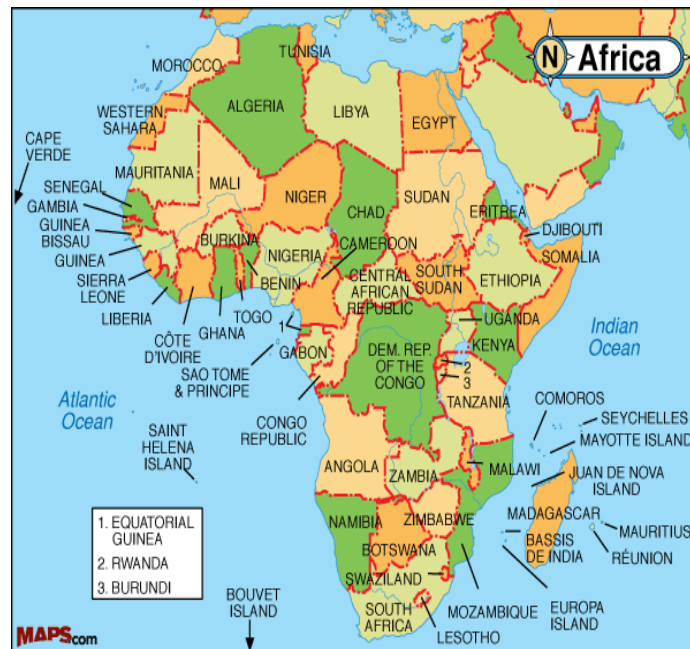 N Africa
MOROCCO
TUNISIA
ALGERIA
LIBYA
EGYPT
WESTERN
SAHARA
CAPE
VERDE
MAURITANIA
MALI
NIGER
CHAD
SUDAN
ERITREA
DJIBOUTI
SOMALIA
SENEGAL
GAMBIA
GUINEA
BISSAU
GUINEA
SIERRA
LEONE
LIBERIA
CÔTE
D'IVOIRE
BURKINA
GHANA
TOGO
BENIN
NIGERIA
CAMEROON
CENTRAL
AFRICAN
REPUBLIC
SOUTH
SUDAN
ETHIOPIA
UGANDA
KENYA
Indian
Ocean
1
SAO TOME
& PRINCIPE
GABON
CONGO
REPUBLIC
DEM. REP.
OF THE
CONGO
2
3
TANZANIA
COMOROS
SEYCHELLES
MAYOTTE ISLAND
Atlantic
Ocean
SAINT
HELENA
ISLAND
ANGOLA
ZAMBIA
MALAWI
JUAN DE NOVA
ISLAND
MADAGASCAR
MAURITIUS
RÉUNION
BASSIS
DE INDIA
EUROPA
ISLAND
NAMIBIA
ZIMBABWE
BOTSWANA
SWAZILAND
MOZAMBIQUE
SOUTH
AFRICA
LESOTHO
1. EQUATORIAL
GUINEA
2. RWANDA
3. BURUNDI
BOUVET
ISLAND
MAPS.com